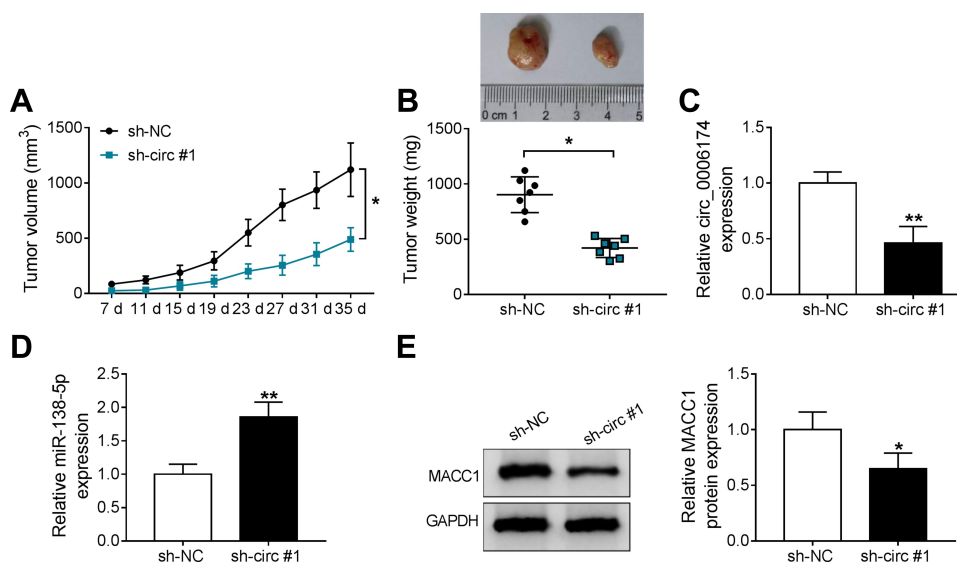 A
Tumor volume (mm3)
1500
1000
500
0
sh-NC
sh-circ #1
*
7 d 11 d 15 d 19 d 23 d 27 d 31 d 35 d
B
0 cm 1 2 3 4 5
Tumor weight (mg)
1500
1000
500
0
*
sh-NC sh-circ #1
C
Relative circ_0006174
expression
1.5
1.0
0.5
0.0
**
sh-NC sh-circ #1
D
Relative miR-138-5p
expression
2.5
2.0
1.5
1.0
0.5
0.0
**
sh-NC sh-circ #1
E
sh-NC sh-circ #1
MACC1
GAPDH
Relative MACC1
protein expression
1.5
1.0
0.5
0.0
*
sh-NC sh-circ #1